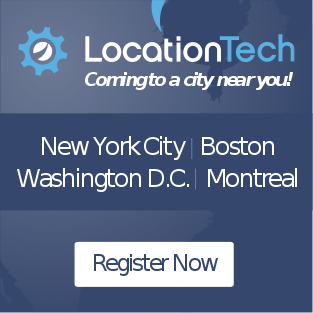 LocationTech
Coming to a city near you!
New York City | Boston
Washington D.C. | Montreal
Register Now